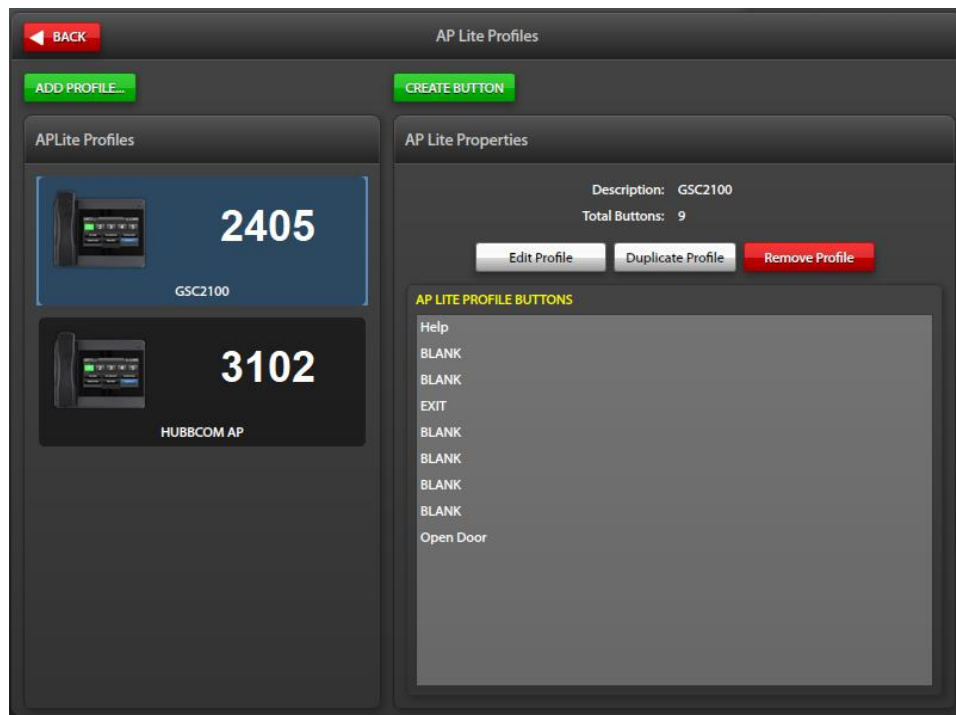 BACK
AP Lite Profiles
ADD PROFILE...
CREATE BUTTON
APLite Profiles
2405
GSC2100
3102
HUBBCOM AP
AP Lite Properties
Description: GSC2100
Total Buttons: 9
Edit Profile
Duplicate Profile
Remove Profile
AP LITE PROFILE BUTTONS
Help
BLANK
BLANK
EXIT
BLANK
BLANK
BLANK
BLANK
Open Door